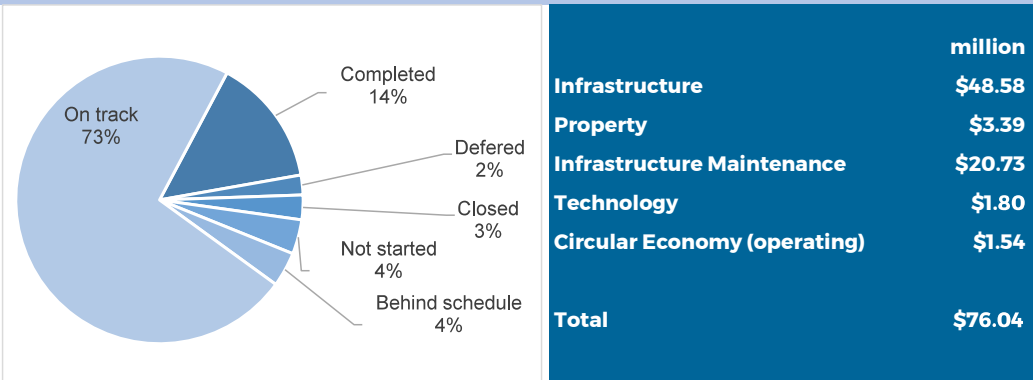 On track
73%
Completed
14%
Defered
2%
Closed
3%
Not started
4%
Behind schedule
4%
million
Infrastructure $48.58
Property $3.39
Infrastructure Maintenance $20.73
Technology $1.80
Circular Economy (operating) $1.54
Total $76.04